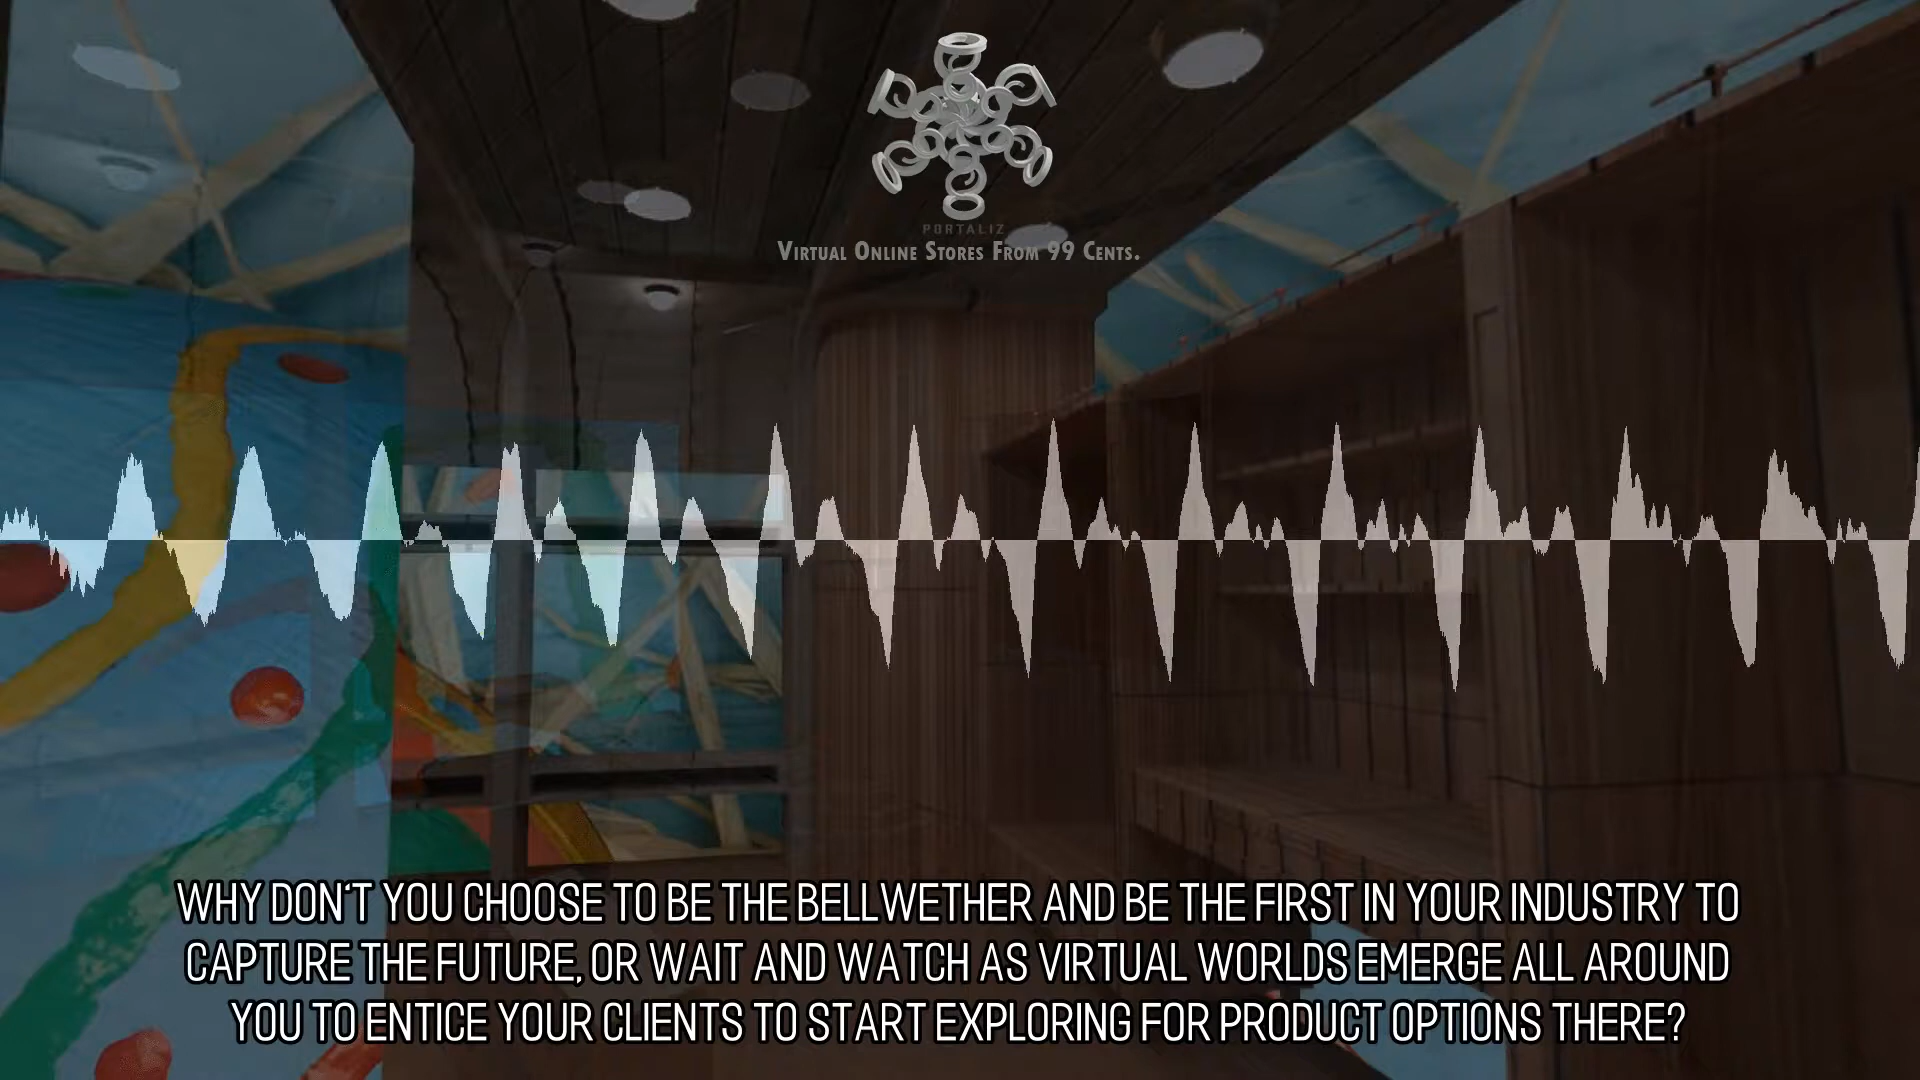 PORTALIZ
Virtual Online Stores From 99 Cents.
WHY DON'T YOU CHOOSE TO BE THE BELLWETHER AND BE THE FIRST IN YOUR INDUSTRY TO
CAPTURE THE FUTURE, OR WAIT AND WATCH AS VIRTUAL WORLDS EMERGE ALL AROUND
YOU TO ENTICE YOUR CLIENTS TO START EXPLORING FOR PRODUCT OPTIONS THERE?